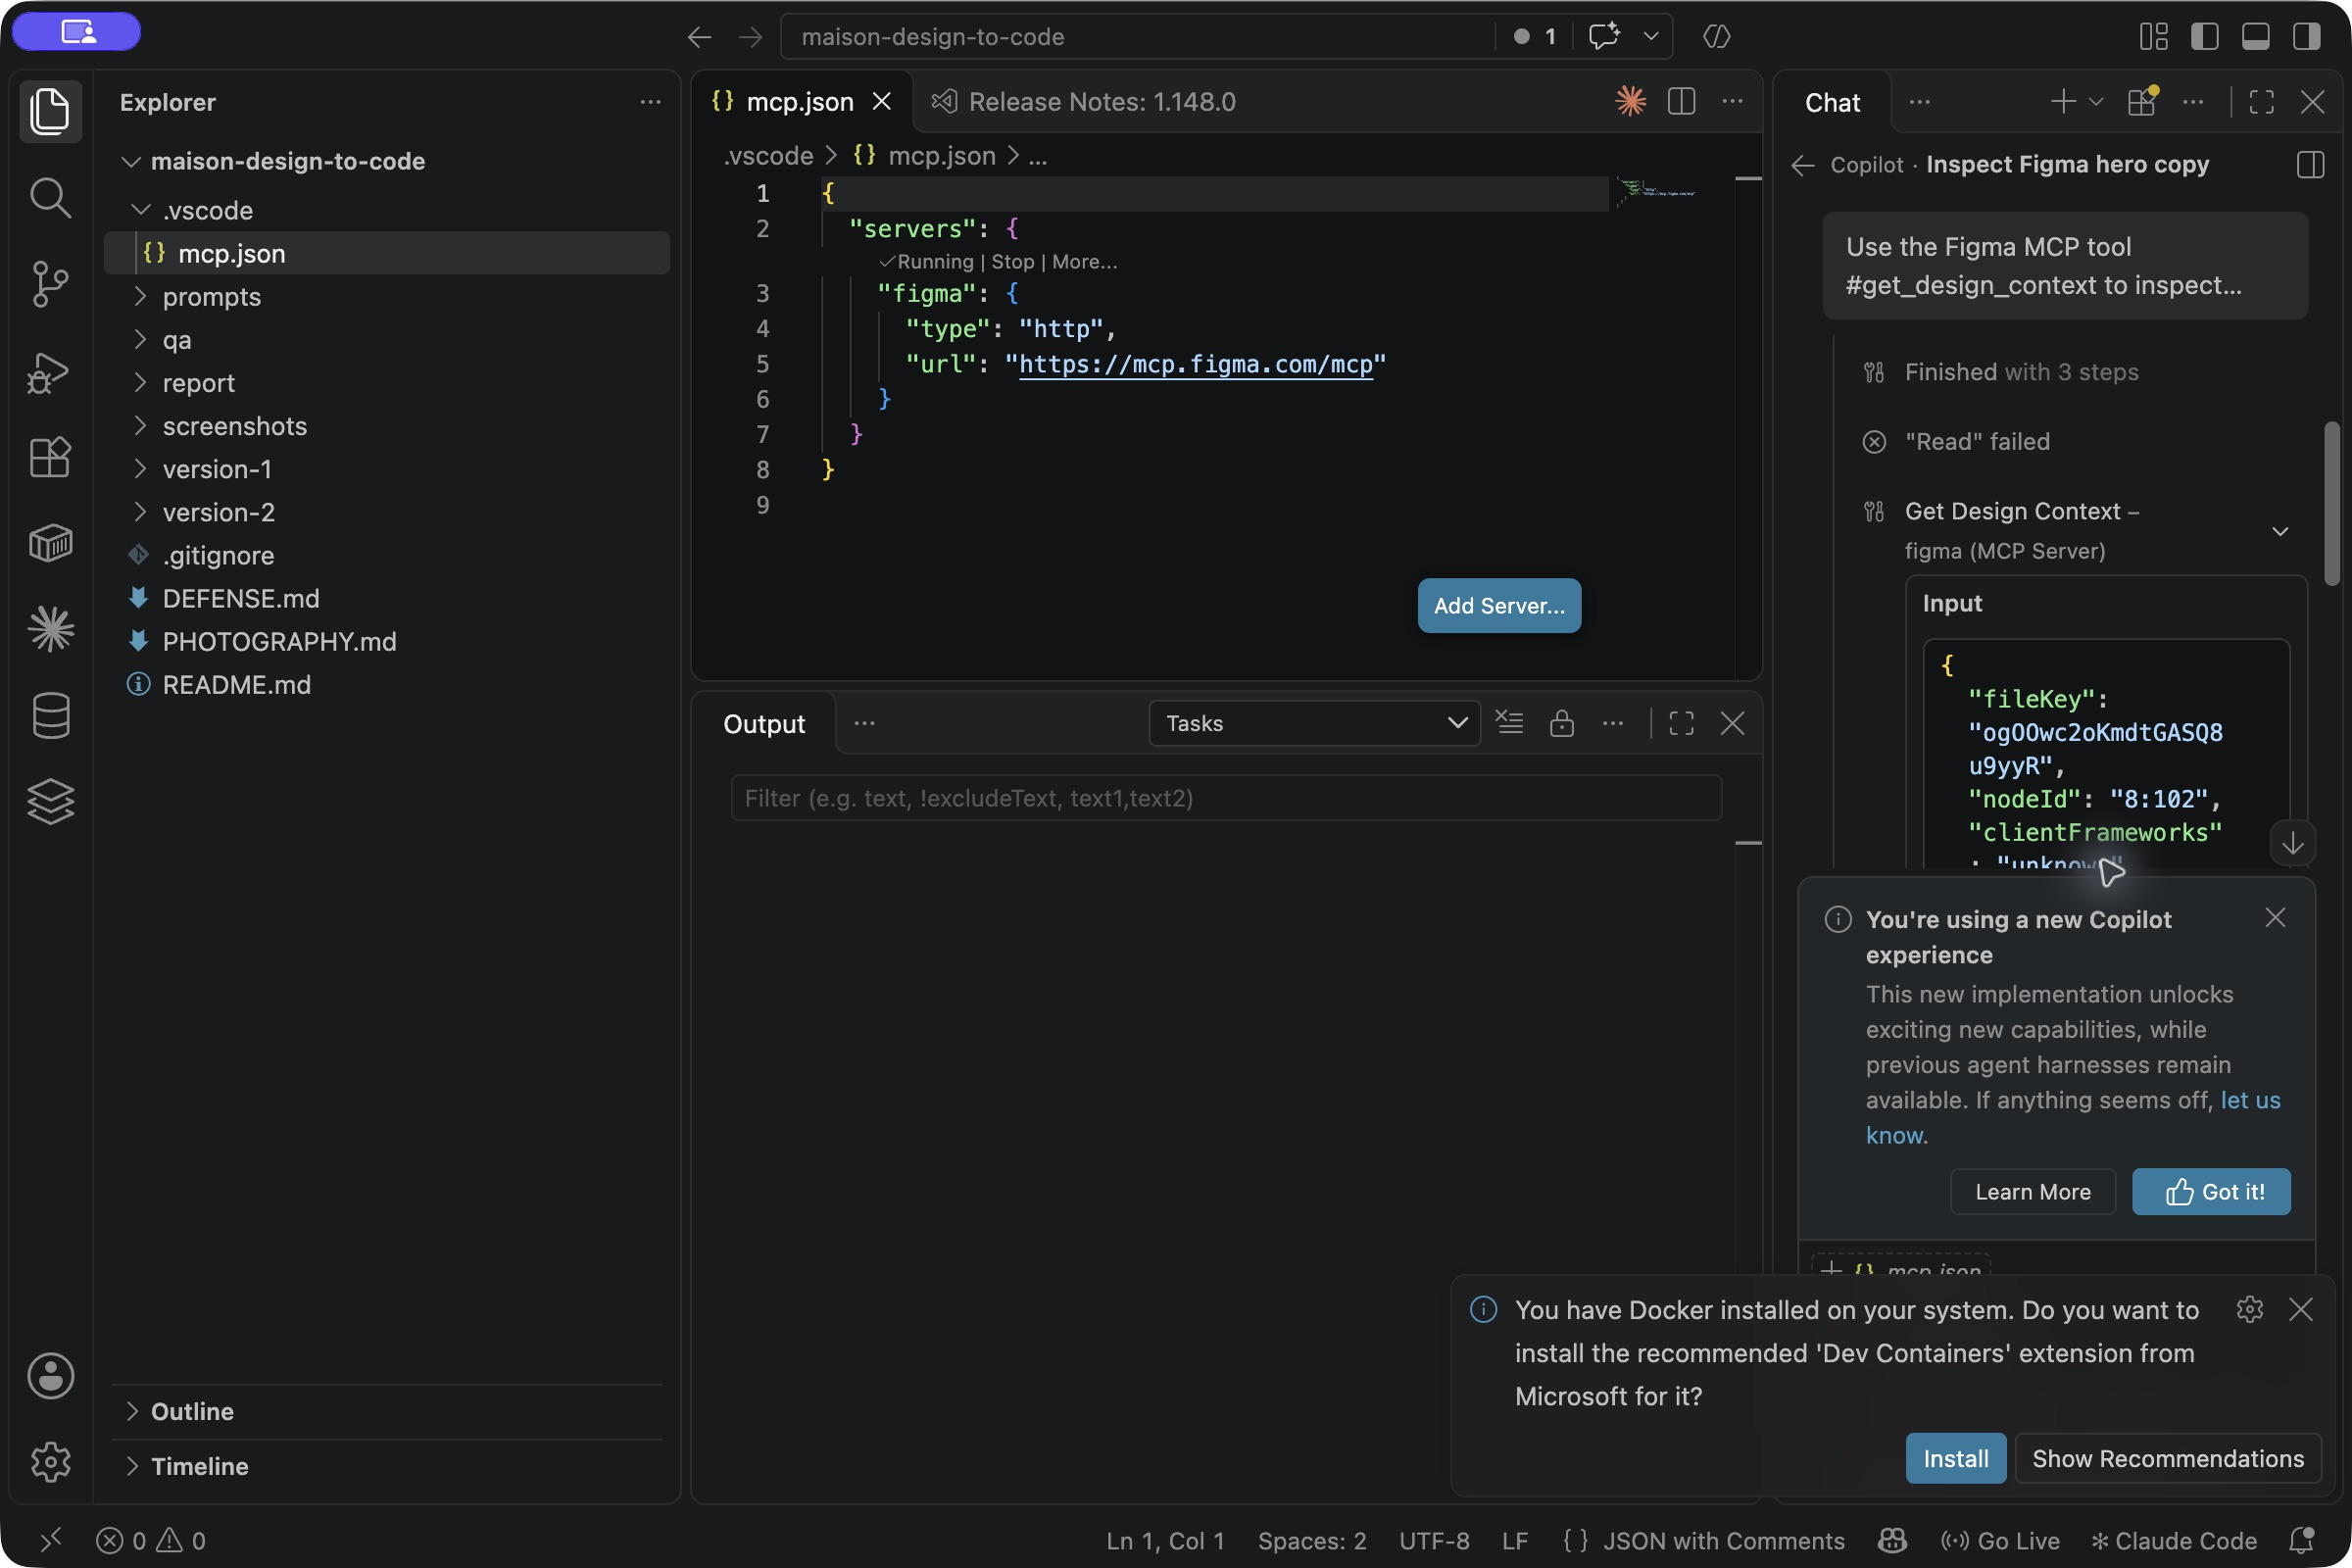 maison-design-to-code
1
Explorer
maison-design-to-code
.vscode
mcp.json
prompts
qa
report
screenshots
version-1
version-2
.gitignore
DEFENSE.md
PHOTOGRAPHY.md
README.md
Outline
Timeline
mcp.json
Release Notes: 1.148.0
.vscode > {} mcp.json > ...
1 {
2 "servers": {
Running | Stop | More...
3 "figma": {
4 "type": "http",
5 "url": "https://mcp.figma.com/mcp"
6 }
7 }
8 }
9
Add Server...
Output
Tasks
Filter (e.g. text, !excludeText, text1,text2)
Chat
Copilot · Inspect Figma hero copy
Use the Figma MCP tool
#get_design_context to inspect...
Finished with 3 steps
"Read" failed
Get Design Context –
figma (MCP Server)
Input
{
"fileKey":
"ogOOwc2oKmdtGASQ8
u9yyR",
"nodeId": "8:102",
"clientFrameworks"
: "unknown"
You're using a new Copilot
experience
This new implementation unlocks
exciting new capabilities, while
previous agent harnesses remain
available. If anything seems off, let us
know.
Learn More
Got it!
mcp.json
You have Docker installed on your system. Do you want to
install the recommended 'Dev Containers' extension from
Microsoft for it?
Install
Show Recommendations
0 0
Ln 1, Col 1
Spaces: 2
UTF-8
LF
{ } JSON with Comments
Go Live
Claude Code